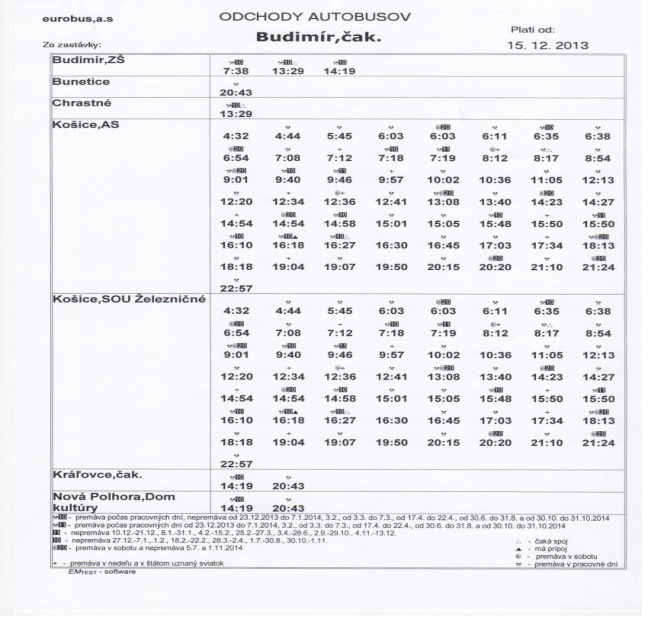 eurobus,a.s
ODCHODY AUTOBUSOV
Platí od:
Zo zastávky:
Budimír,čak.
15. 12. 2013
Budimír,ZŠ
7:38 13:29 14:19
Bunetice
20:43
Chrastné
13:29
Košice,AS
4:32 4:44 5:45 6:03 6:03 6:11 6:35 6:38
6:54 7:08 7:12 7:18 7:19 8:12 8:17 8:54
9:01 9:40 9:46 9:57 10:02 10:36 11:05 12:13
12:20 12:34 12:36 12:41 13:08 13:40 14:23 14:27
14:54 14:54 14:58 15:01 15:05 15:48 15:50 15:50
16:10 16:18 16:27 16:30 16:45 17:03 17:34 18:13
18:18 19:04 19:07 19:50 20:15 20:20 21:10 21:24
22:57
Košice,SOU Železničné
4:32 4:44 5:45 6:03 6:03 6:11 6:35 6:38
6:54 7:08 7:12 7:18 7:19 8:12 8:17 8:54
9:01 9:40 9:46 9:57 10:02 10:36 11:05 12:13
12:20 12:34 12:36 12:41 13:08 13:40 14:23 14:27
14:54 14:54 14:58 15:01 15:05 15:48 15:50 15:50
16:10 16:18 16:27 16:30 16:45 17:03 17:34 18:13
18:18 19:04 19:07 19:50 20:15 20:20 21:10 21:24
22:57
Kráľovce,čak.
14:19 20:43
Nová Polhora,Dom
kultúry
14:19 20:43
10 - premáva počas pracovných dní, nepremáva od 23.12.2013 do 7.1.2014, 3.2., od 3.3. do 7.3., od 17.4. do 22.4., od 30.6. do 31.8. a od 30.10. do 31.10.2014
11 - premáva počas pracovných dní od 23.12.2013 do 7.1.2014, 3.2., od 3.3. do 7.3., od 17.4. do 22.4., od 30.6. do 31.8. a od 30.10. do 31.10.2014
- nepremáva 10.12.-21.12., 8.1.-31.1., 4.2.-15.2., 25.2.-27.3., 3.4.-28.6., 2.9.-29.10., 4.11.-13.12.
- nepremáva 27.12.-7.1., 1.2., 18.2.-22.2., 28.3.-2.4., 1.7.-30.8., 30.10.-1.11.
20 - premáva v sobotu a nepremáva 5.7. a 1.11.2014
+ - premáva v nedeľu a v štátom uznaný sviatok
- čaká spoj
- má prípoj
- premáva v sobotu
- premáva v pracovné dni
EMTEST - software